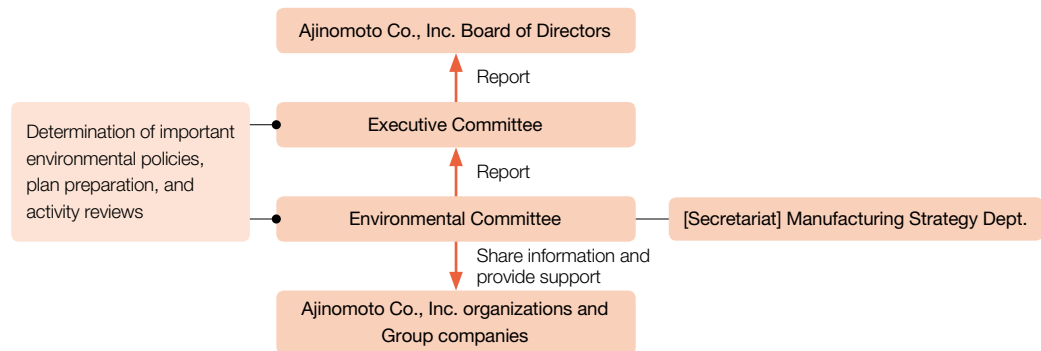 Ajinomoto Co., Inc. Board of Directors
Report
Executive Committee
Determination of important
environmental policies,
plan preparation, and
activity reviews
Report
Environmental Committee
[Secretariat] Manufacturing Strategy Dept.
Share information and
provide support
Ajinomoto Co., Inc. organizations and
Group companies